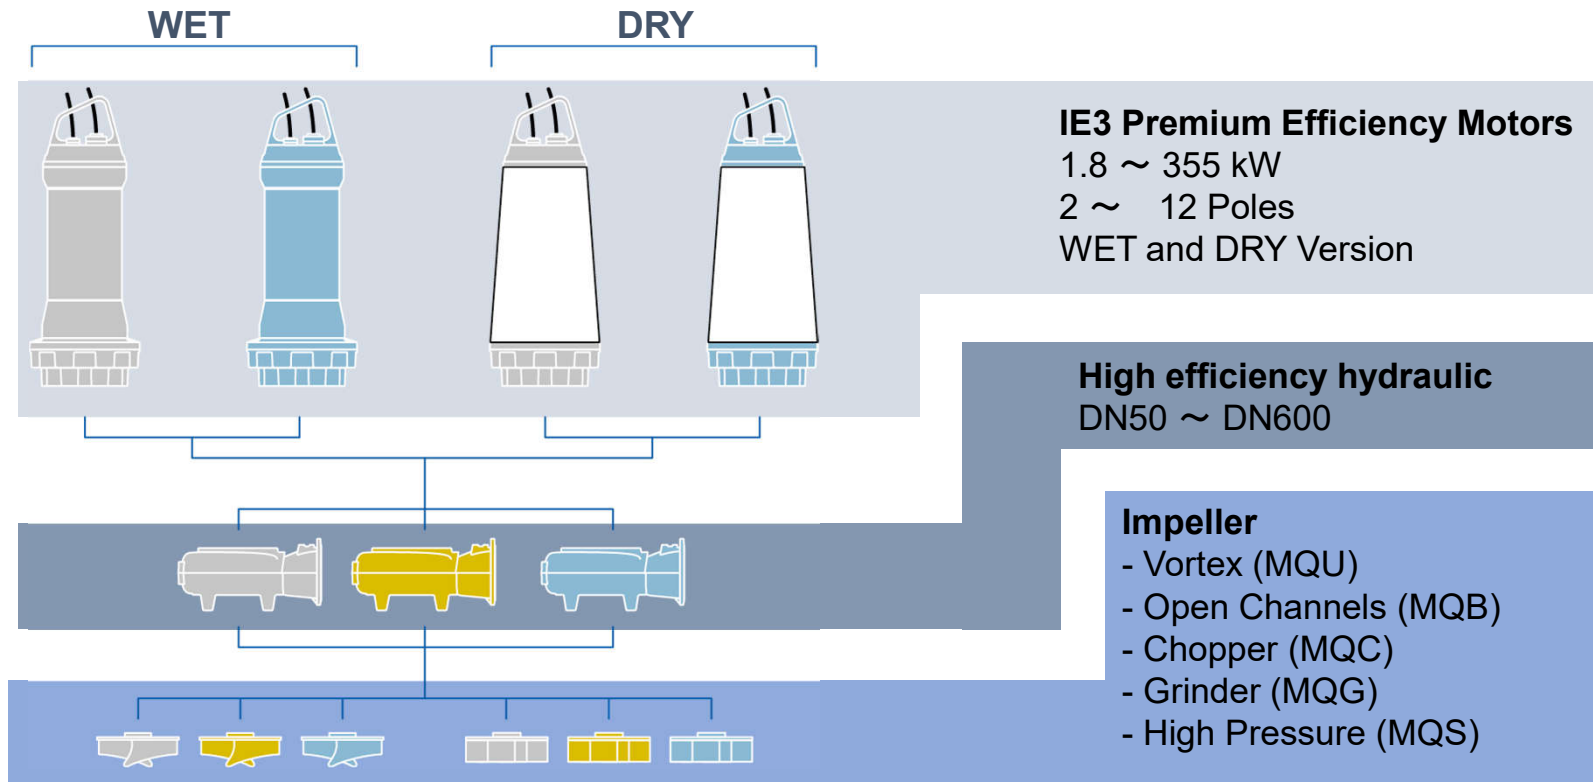 WET
DRY
IE3 Premium Efficiency Motors
1.8 ～ 355 kW
2 ～ 12 Poles
WET and DRY Version
High efficiency hydraulic
DN50 ～ DN600
Impeller
- Vortex (MQU)
- Open Channels (MQB)
- Chopper (MQC)
- Grinder (MQG)
- High Pressure (MQS)